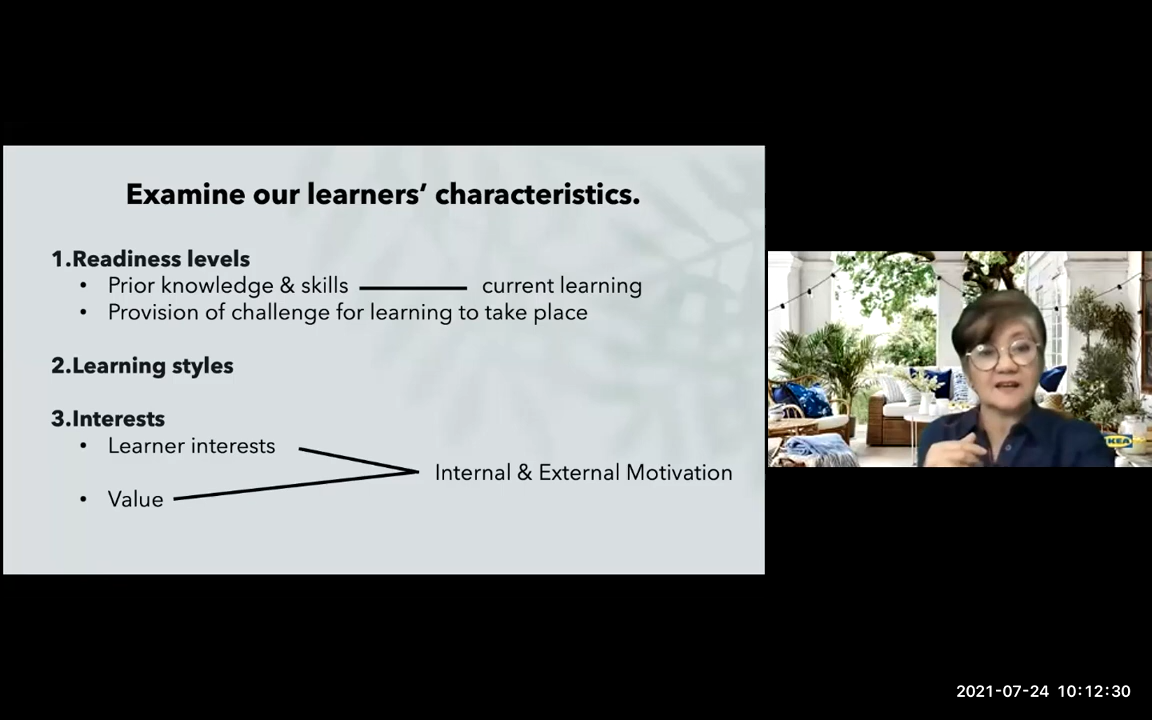 Examine our learners’ characteristics.
1.Readiness levels
• Prior knowledge & skills current learning
• Provision of challenge for learning to take place
2.Learning styles
3.Interests
• Learner interests
Internal & External Motivation
• Value
IKEA
2021-07-24 10:12:30